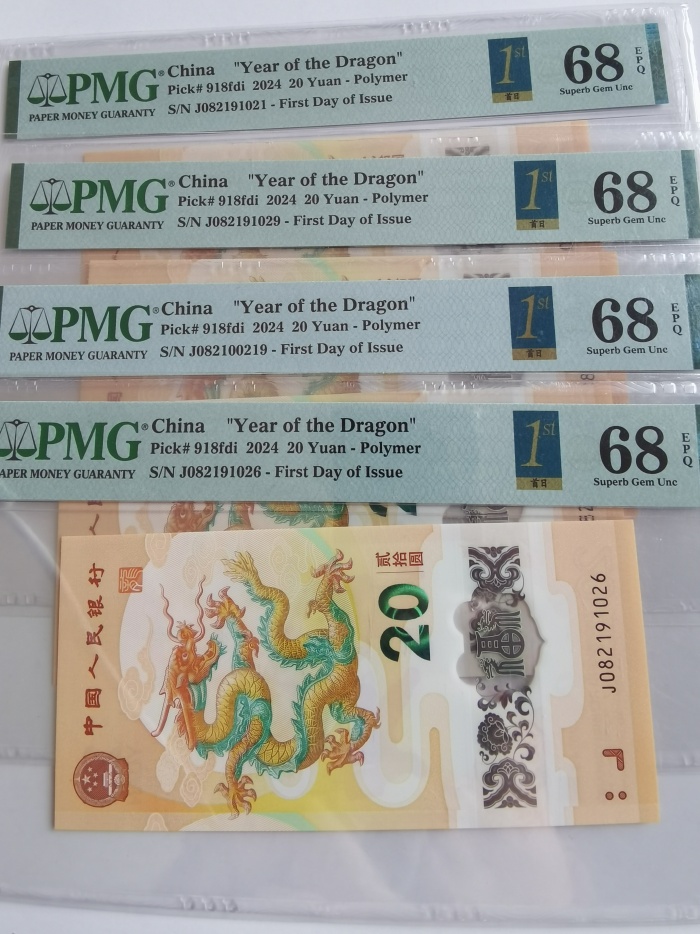 PMG®
PAPER MONEY GUARANTY
China "Year of the Dragon"
Pick# 918fdi 2024 20 Yuan - Polymer
S/N J082191021 - First Day of Issue
1st
首日
68
EPQ
Superb Gem Unc
PMG®
PAPER MONEY GUARANTY
China "Year of the Dragon"
Pick# 918fdi 2024 20 Yuan - Polymer
S/N J082191029 - First Day of Issue
1st
首日
68
EPQ
Superb Gem Unc
PMG®
PAPER MONEY GUARANTY
China "Year of the Dragon"
Pick# 918fdi 2024 20 Yuan - Polymer
S/N J082100219 - First Day of Issue
1st
首日
68
EPQ
Superb Gem Unc
PMG®
PAPER MONEY GUARANTY
China "Year of the Dragon"
Pick# 918fdi 2024 20 Yuan - Polymer
S/N J082191026 - First Day of Issue
1st
首日
68
EPQ
Superb Gem Unc
中国人民银行
贰拾圆
20
J082191026